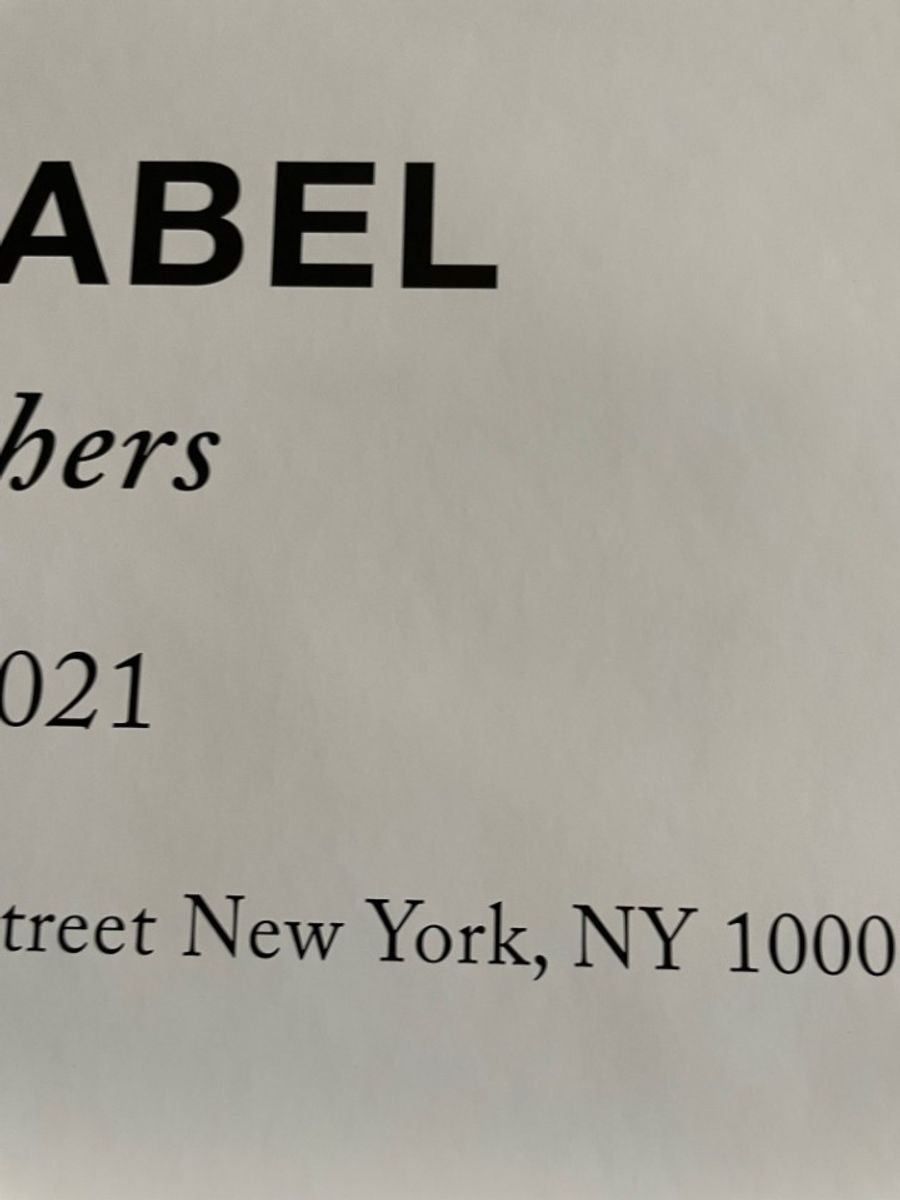 ABEL
hers
021
treet New York, NY 1000